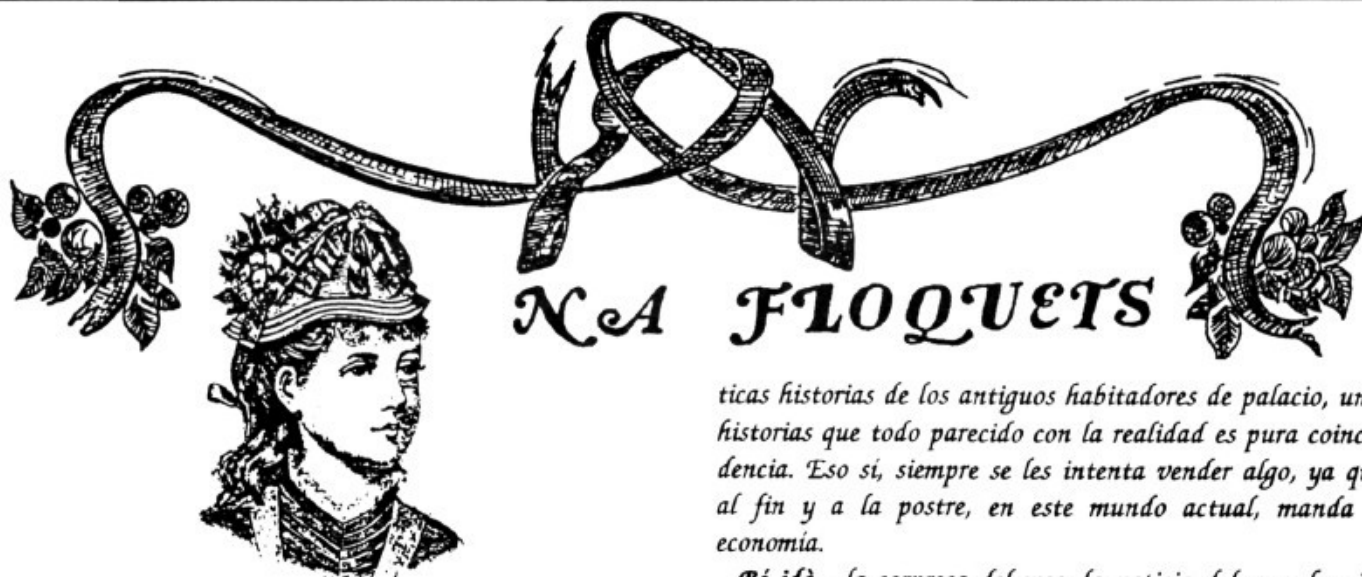 NA FLOQUETS
ticas historias de los antiguos habitadores de palacio,
historias que todo parecido con la realidad es pura coinci-
dencia. Eso sí, siempre se les intenta vender algo, ya
al fin y a la postre, en este mundo actual, manda
economía.